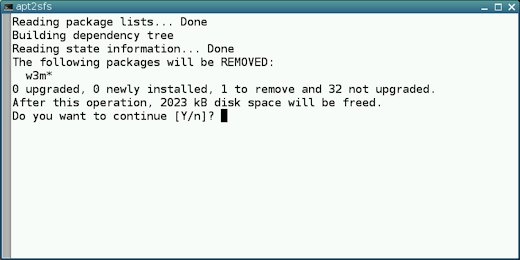 apt2sfs
Reading package lists... Done
Building dependency tree
Reading state information... Done
The following packages will be REMOVED:
  w3m*
0 upgraded, 0 newly installed, 1 to remove and 32 not upgraded.
After this operation, 2023 kB disk space will be freed.
Do you want to continue [Y/n]?